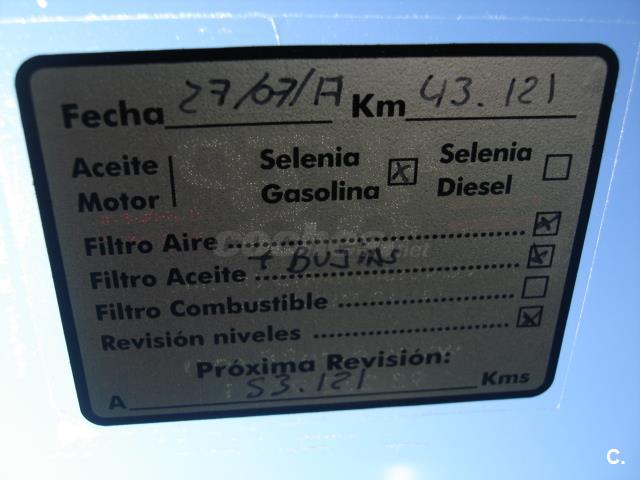 Fecha 27/07/17 Km 43.121
Aceite Motor Selenia Gasolina Selenia Diesel
Filtro Aire
+ BUJIAS
Filtro Aceite
Filtro Combustible
Revisión niveles
Próxima Revisión:
A 53.121 Kms
C.